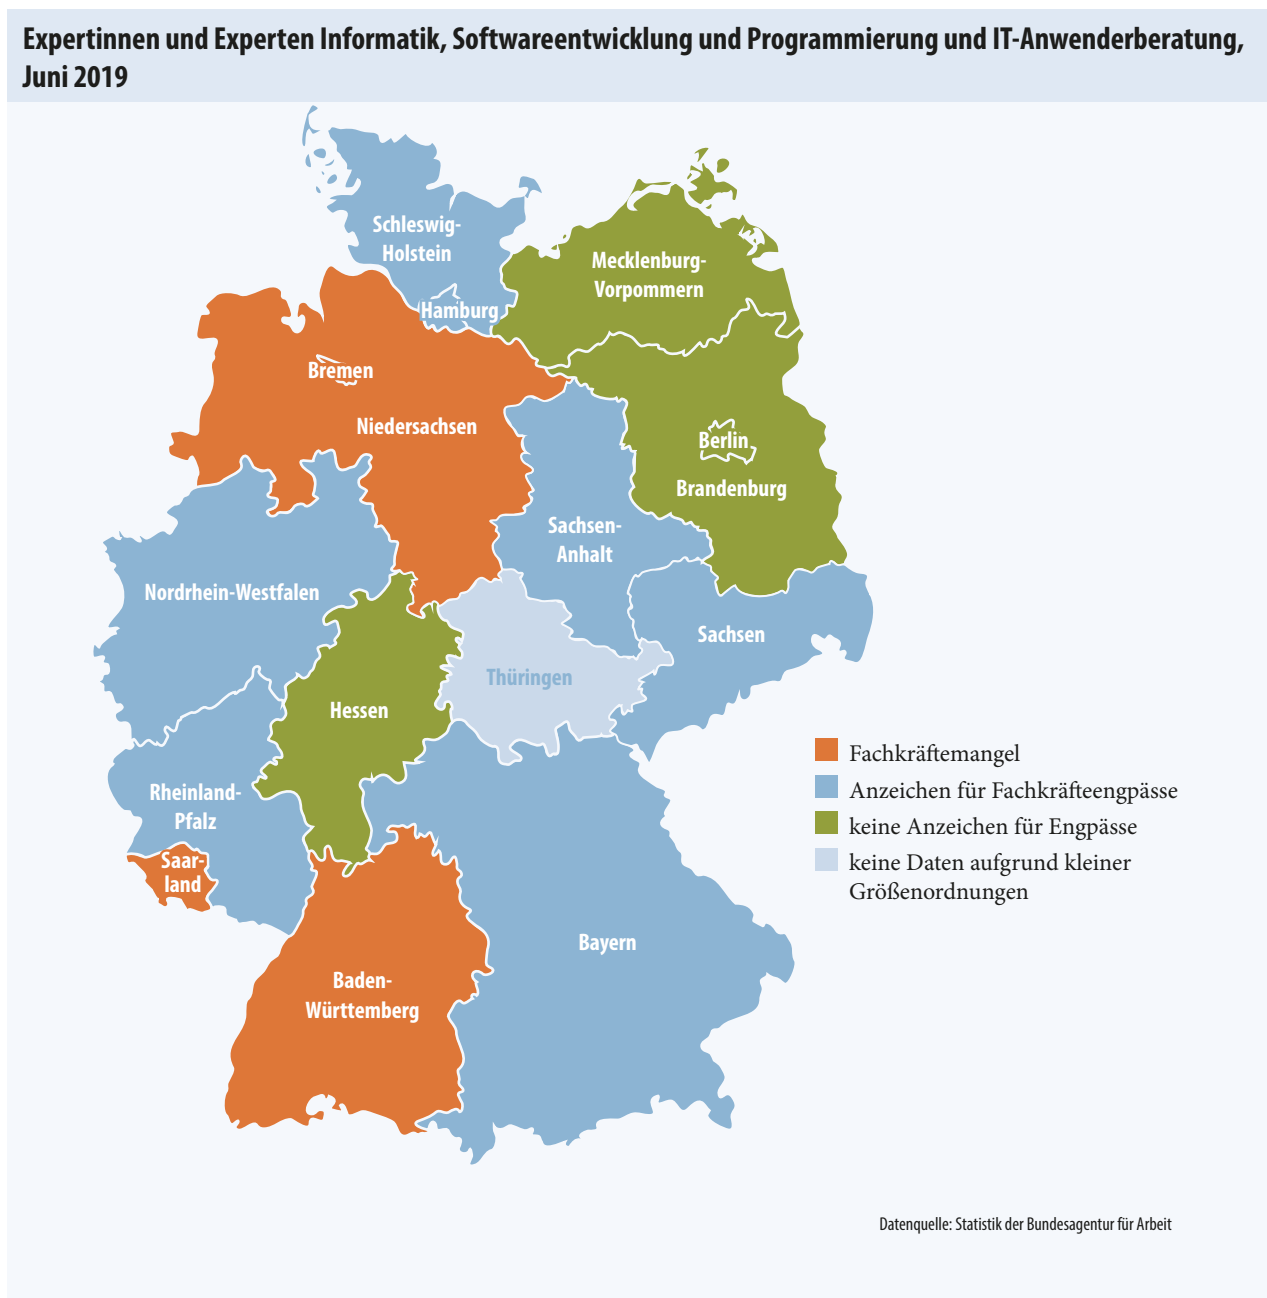 Expertinnen und Experten Informatik, Softwareentwicklung und Programmierung und IT-Anwenderberatung,
Juni 2019
Schleswig-
Holstein
Hamburg
Mecklenburg-
Vorpommern
Bremen
Niedersachsen
Berlin
Brandenburg
Sachsen-
Anhalt
Nordrhein-Westfalen
Sachsen
Thüringen
Hessen
Rheinland-
Pfalz
Saar-
land
Bayern
Baden-
Württemberg
Fachkräftemangel
Anzeichen für Fachkräfteengpässe
keine Anzeichen für Engpässe
keine Daten aufgrund kleiner
Größenordnungen
Datenquelle: Statistik der Bundesagentur für Arbeit